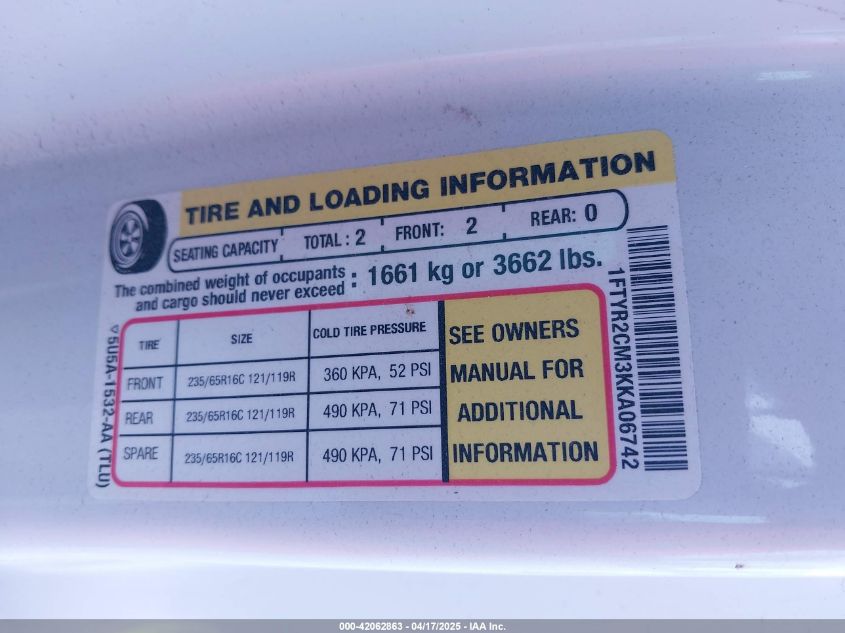 TIRE AND LOADING INFORMATION
SEATING CAPACITY TOTAL : 2 FRONT: 2 REAR: 0
The combined weight of occupants
and cargo should never exceed : 1661 kg or 3662 lbs.
TIRE SIZE COLD TIRE PRESSURE
FRONT 235/65R16C 121/119R 360 KPA, 52 PSI
REAR 235/65R16C 121/119R 490 KPA, 71 PSI
SPARE 235/65R16C 121/119R 490 KPA, 71 PSI
SEE OWNERS
MANUAL FOR
ADDITIONAL
INFORMATION
5U5A-1532-AA (TLU)
1FTYR2CM3KKA06742
000-42062863 - 04/17/2025 - IAA Inc.